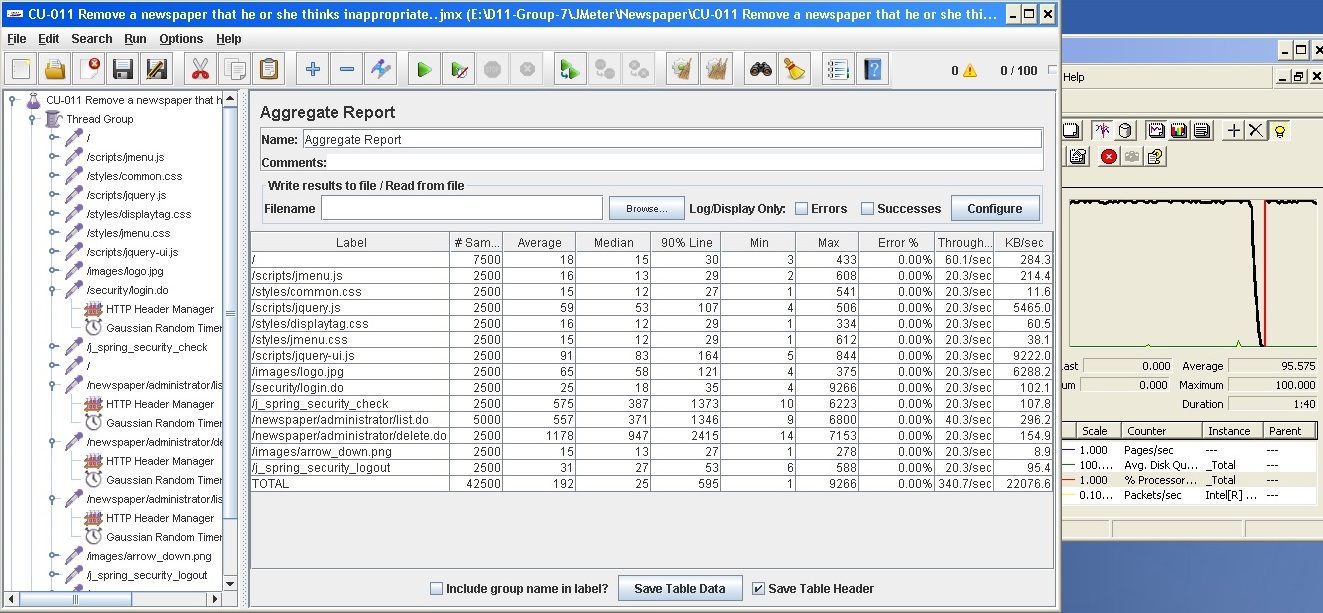 CU-011 Remove a newspaper that he or she thinks inappropriate..jmx (E:\D11-Group-7\JMeter\Newspaper\CU-011 Remove a newspaper that he or she thi...
File Edit Search Run Options Help
0 0 / 100
CU-011 Remove a newspaper that h
Thread Group
/
/scripts/jmenu.js
/styles/common.css
/scripts/jquery.js
/styles/displaytag.css
/styles/jmenu.css
/scripts/jquery-ui.js
/images/logo.jpg
/security/login.do
HTTP Header Manager
Gaussian Random Timer
/j_spring_security_check
/
/newspaper/administrator/lis
HTTP Header Manager
Gaussian Random Timer
/newspaper/administrator/de
HTTP Header Manager
Gaussian Random Timer
/newspaper/administrator/lis
HTTP Header Manager
Gaussian Random Timer
/images/arrow_down.png
/j_spring_security_logout
Aggregate Report
Name: Aggregate Report
Comments:
Write results to file / Read from file
Filename Browse... Log/Display Only: Errors Successes Configure
Label # Sam... Average Median 90% Line Min Max Error % Through... KB/sec
/ 7500 18 15 30 3 433 0.00% 60.1/sec 284.3
/scripts/jmenu.js 2500 16 13 29 2 608 0.00% 20.3/sec 214.4
/styles/common.css 2500 15 12 27 1 541 0.00% 20.3/sec 11.6
/scripts/jquery.js 2500 59 53 107 4 506 0.00% 20.3/sec 5465.0
/styles/displaytag.css 2500 16 12 29 1 334 0.00% 20.3/sec 60.5
/styles/jmenu.css 2500 15 12 29 1 612 0.00% 20.3/sec 38.1
/scripts/jquery-ui.js 2500 91 83 164 5 844 0.00% 20.3/sec 9222.0
/images/logo.jpg 2500 65 58 121 4 375 0.00% 20.3/sec 6288.2
/security/login.do 2500 25 18 35 4 9266 0.00% 20.3/sec 102.1
/j_spring_security_check 2500 575 387 1373 10 6223 0.00% 20.3/sec 107.8
/newspaper/administrator/list.do 5000 557 371 1346 9 6800 0.00% 40.3/sec 296.2
/newspaper/administrator/delete.do 2500 1178 947 2415 14 7153 0.00% 20.3/sec 154.9
/images/arrow_down.png 2500 15 13 27 1 278 0.00% 20.3/sec 8.9
/j_spring_security_logout 2500 31 27 53 6 588 0.00% 20.3/sec 95.4
TOTAL 42500 192 25 595 1 9266 0.00% 340.7/sec 22076.6
Include group name in label? Save Table Data Save Table Header
Help
ast 0.000 Average 95.575
um 0.000 Maximum 100.000
Duration 1:40
Scale Counter Instance Parent
1.000 Pages/sec --- ---
100.... Avg. Disk Qu... _Total ---
1.000 % Processor... _Total ---
0.10... Packets/sec Intel[R] ... ---